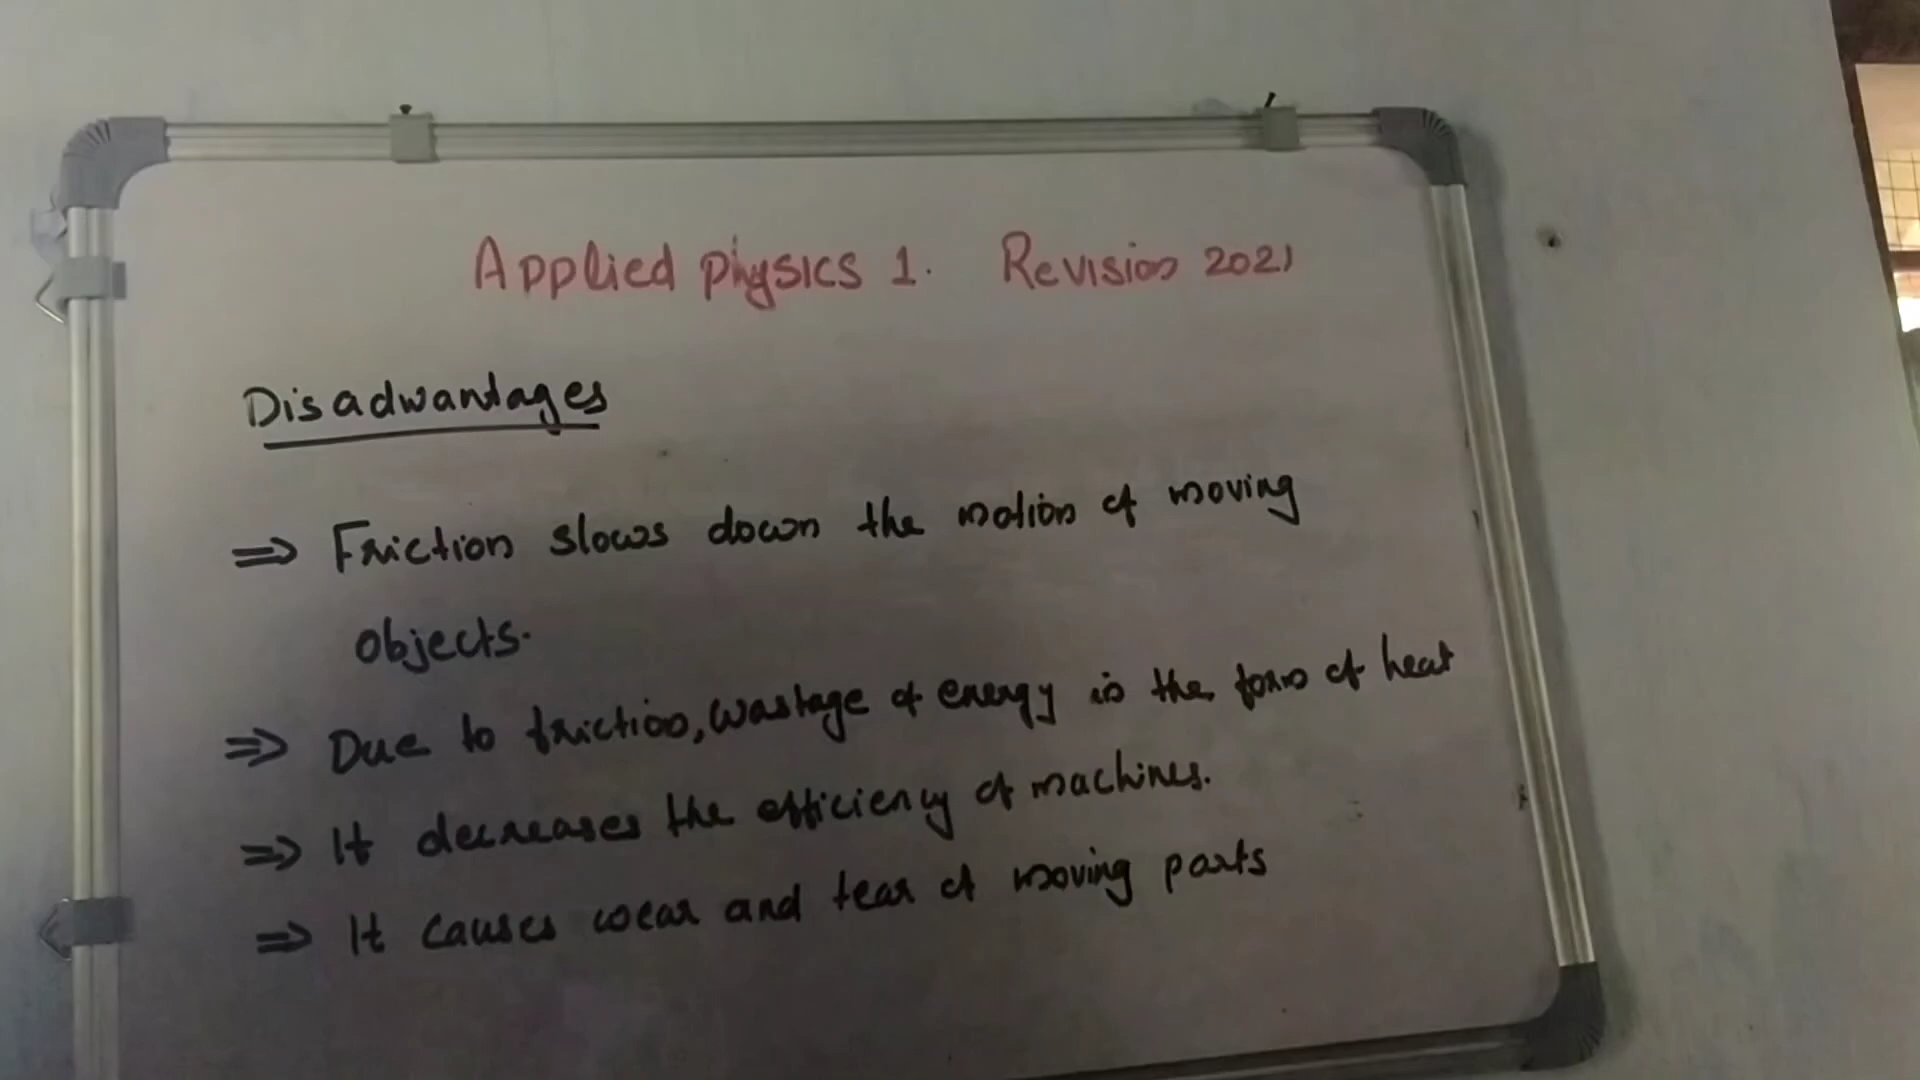 Applied physics 1. Revision 2021
Disadwantages
⇒ Friction slows down the motion of moving
objects.
⇒ Due to friction, wastage of energy in the form of heat
⇒ It decreases the efficiency of machines.
⇒ It causes wear and tear of moving parts